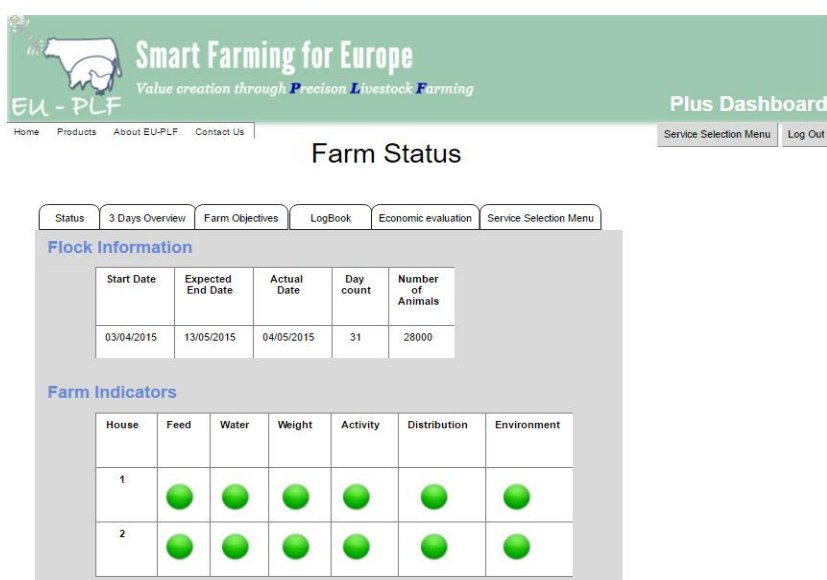 Smart Farming for Europe
Value creation through Precison Livestock Farming
EU - PLF
Plus Dashboard
Home Products About EU-PLF Contact Us
Service Selection Menu Log Out
Farm Status
Status 3 Days Overview Farm Objectives LogBook Economic evaluation Service Selection Menu
Flock Information
Start Date Expected End Date Actual Date Day count Number of Animals
03/04/2015 13/05/2015 04/05/2015 31 28000
Farm Indicators
House Feed Water Weight Activity Distribution Environment
1
2